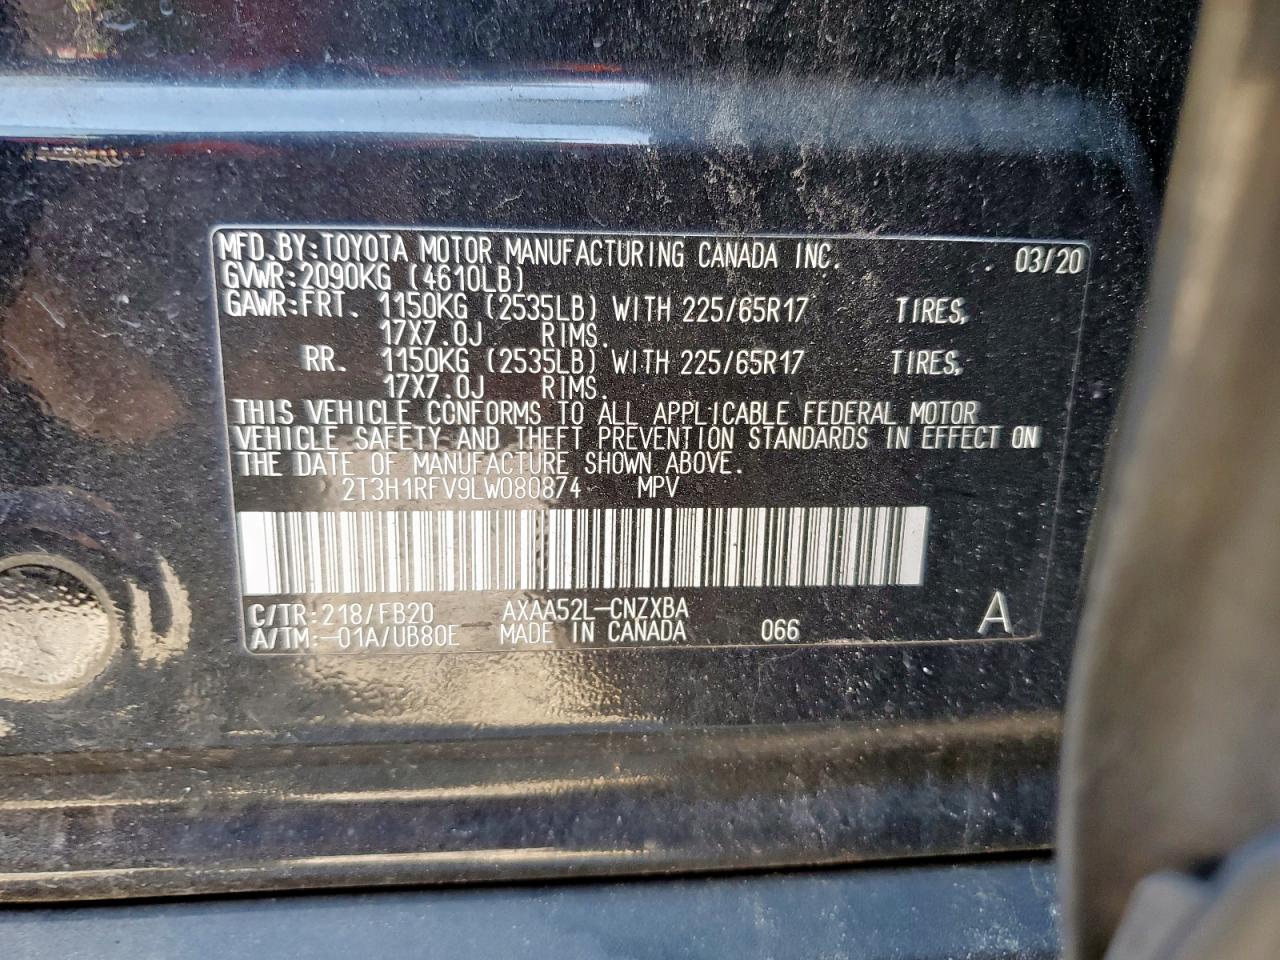 MFD.BY:TOYOTA MOTOR MANUFACTURING CANADA INC. 03/20
GVWR:2090KG (4610LB)
GAWR:FRT. 1150KG (2535LB) WITH 225/65R17 TIRES,
17X7.0J RIMS.
RR. 1150KG (2535LB) WITH 225/65R17 TIRES,
17X7.0J RIMS.
THIS VEHICLE CONFORMS TO ALL APPLICABLE FEDERAL MOTOR
VEHICLE SAFETY AND THEFT PREVENTION STANDARDS IN EFFECT ON
THE DATE OF MANUFACTURE SHOWN ABOVE.
2T3H1RFV9LW080874 MPV
C/TR:218/FB20 AXAA52L-CNZXBA
A/TM:-01A/UB80E MADE IN CANADA 066 A